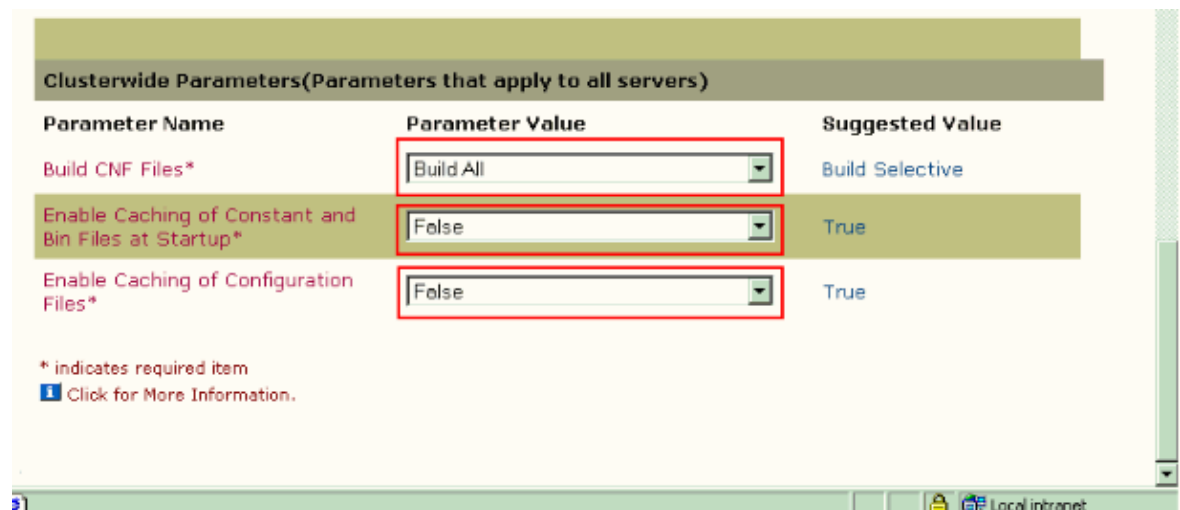 Clusterwide Parameters(Parameters that apply to all servers)
Parameter Name Parameter Value Suggested Value
Build CNF Files* Build All Build Selective
Enable Caching of Constant and
Bin Files at Startup* False True
Enable Caching of Configuration
Files* False True
* indicates required item
i Click for More Information.
Local intranet